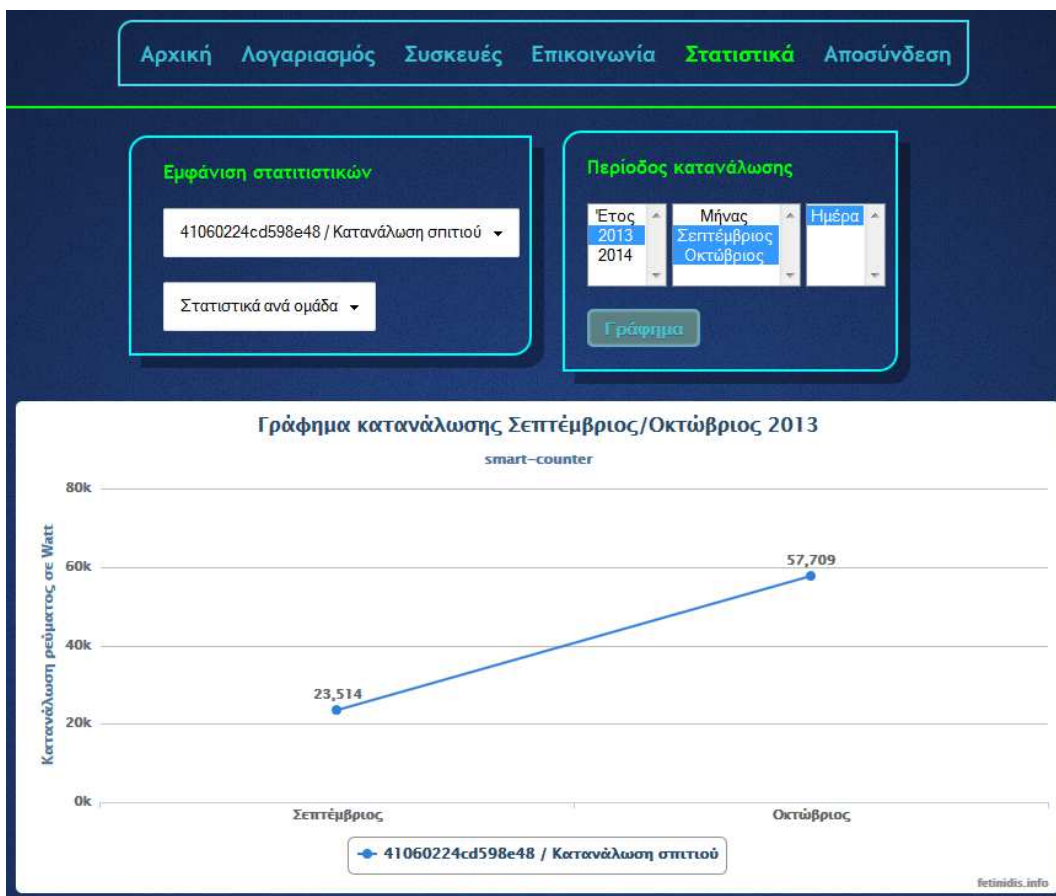 Αρχική Λογαριασμός Συσκευές Επικοινωνία Στατιστικά Αποσύνδεση
Εμφάνιση στατιτιστικών
41060224cd598e48 / Κατανάλωση σπιτιού
Στατιστικά ανά ομάδα
Περίοδος κατανάλωσης
Έτος
2013
2014
Μήνας
Σεπτέμβριος
Οκτώβριος
Ημέρα
Γράφημα
Γράφημα κατανάλωσης Σεπτέμβριος/Οκτώβριος 2013
smart-counter
Κατανάλωση ρεύματος σε Watt
80k
60k
40k
20k
0k
23,514
57,709
Σεπτέμβριος
Οκτώβριος
41060224cd598e48 / Κατανάλωση σπιτιού
fetinidis.info